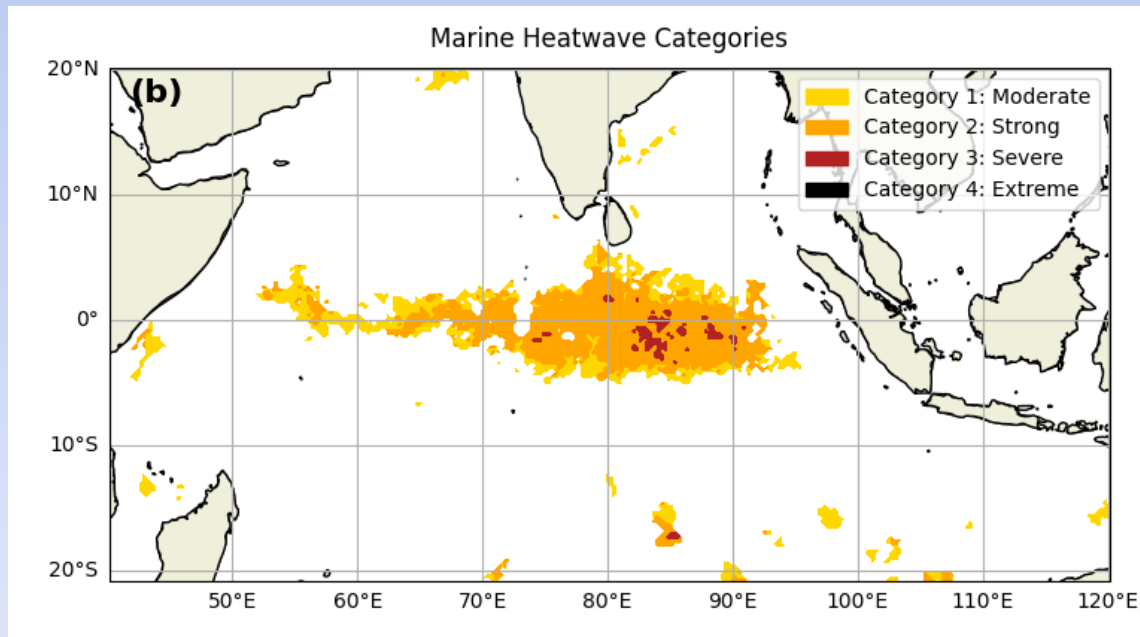 Marine Heatwave Categories
20°N
(b)
Category 1: Moderate
Category 2: Strong
Category 3: Severe
Category 4: Extreme
10°N
0°
10°S
20°S
50°E 60°E 70°E 80°E 90°E 100°E 110°E 120°E